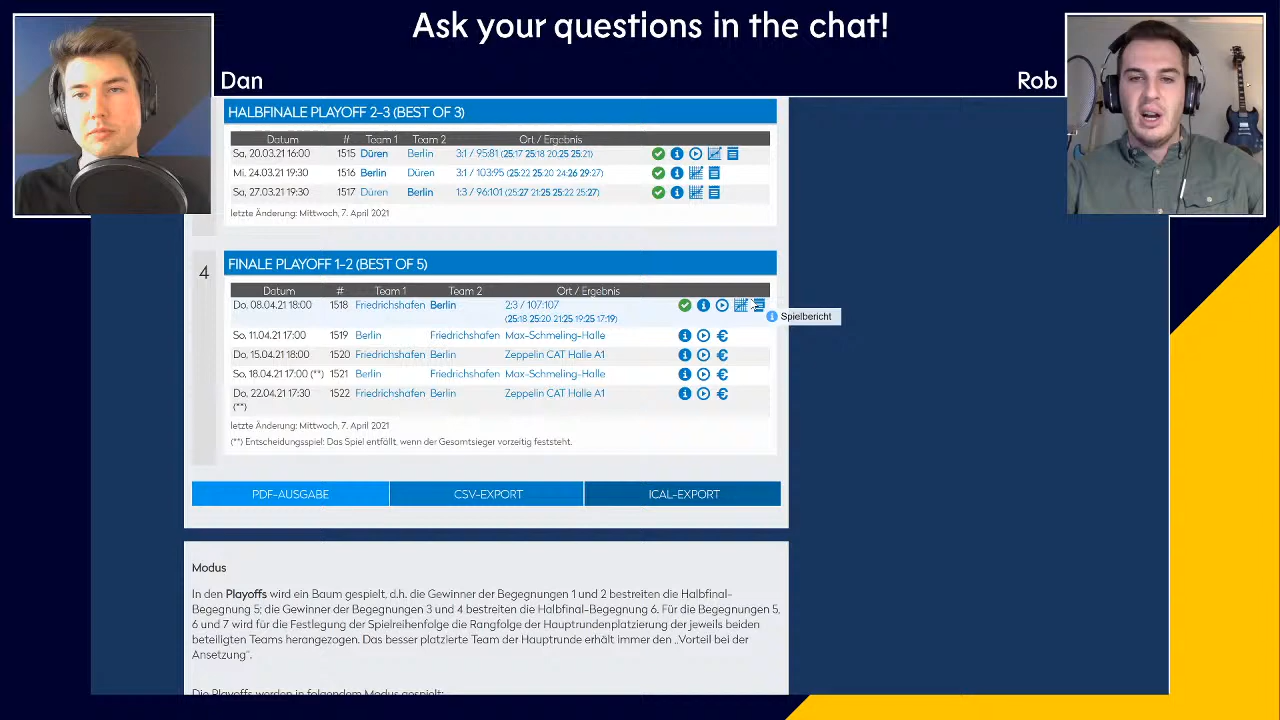 Ask your questions in the chat!
Dan
Rob
HALBFINALE PLAYOFF 2-3 (BEST OF 3)
Datum # Team 1 Team 2 Ort / Ergebnis
Sa, 20.03.21 16:00 1515 Düren Berlin 3:1 / 95:81 (25:17 25:18 20:25 25:21)
Mi, 24.03.21 19:30 1516 Berlin Düren 3:1 / 103:95 (25:22 25:20 24:26 29:27)
Sa, 27.03.21 19:30 1517 Düren Berlin 1:3 / 96:101 (25:27 21:25 25:22 25:27)
letzte Änderung: Mittwoch, 7. April 2021
4
FINALE PLAYOFF 1-2 (BEST OF 5)
Datum # Team 1 Team 2 Ort / Ergebnis
Do, 08.04.21 18:00 1518 Friedrichshafen Berlin 2:3 / 107:107
(25:18 25:20 21:25 19:25 17:19)
Spielbericht
So, 11.04.21 17:00 1519 Berlin Friedrichshafen Max-Schmeling-Halle €
Do, 15.04.21 18:00 1520 Friedrichshafen Berlin Zeppelin CAT Halle A1 €
So, 18.04.21 17:00 (**) 1521 Berlin Friedrichshafen Max-Schmeling-Halle €
Do, 22.04.21 17:30 1522 Friedrichshafen Berlin Zeppelin CAT Halle A1 €
(**)
letzte Änderung: Mittwoch, 7. April 2021
(**) Entscheidungsspiel: Das Spiel entfällt, wenn der Gesamtsieger vorzeitig feststeht.
PDF-AUSGABE CSV-EXPORT ICAL-EXPORT
Modus
In den Playoffs wird ein Baum gespielt, d.h. die Gewinner der Begegnungen 1 und 2 bestreiten die Halbfinal-
Begegnung 5; die Gewinner der Begegnungen 3 und 4 bestreiten die Halbfinal-Begegnung 6. Für die Begegnungen 5,
6 und 7 wird für die Festlegung der Spielreihenfolge die Rangfolge der Hauptrundenplatzierung der jeweils beiden
beteiligten Teams herangezogen. Das besser platzierte Team der Hauptrunde erhält immer den „Vorteil bei der
Ansetzung“.
Die Playoffs werden in folgendem Modus gespielt: